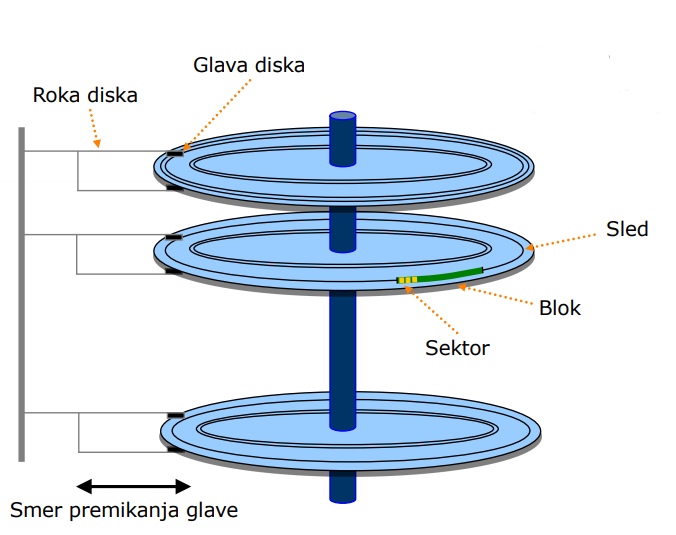 Glava diska
Roka diska
Sled
Blok
Sektor
Smer premikanja glave